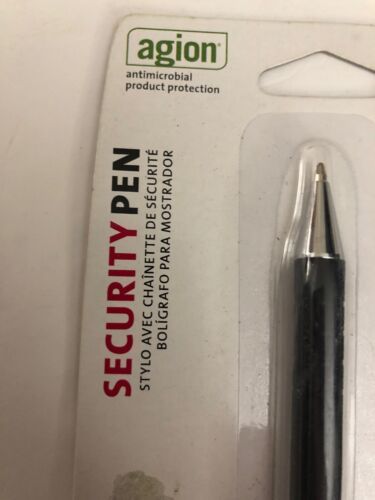 agion®
antimicrobial
product protection
SECURITY PEN
STYLO AVEC CHAÎNETTE DE SÉCURITÉ
BOLÍGRAFO PARA MOSTRADOR